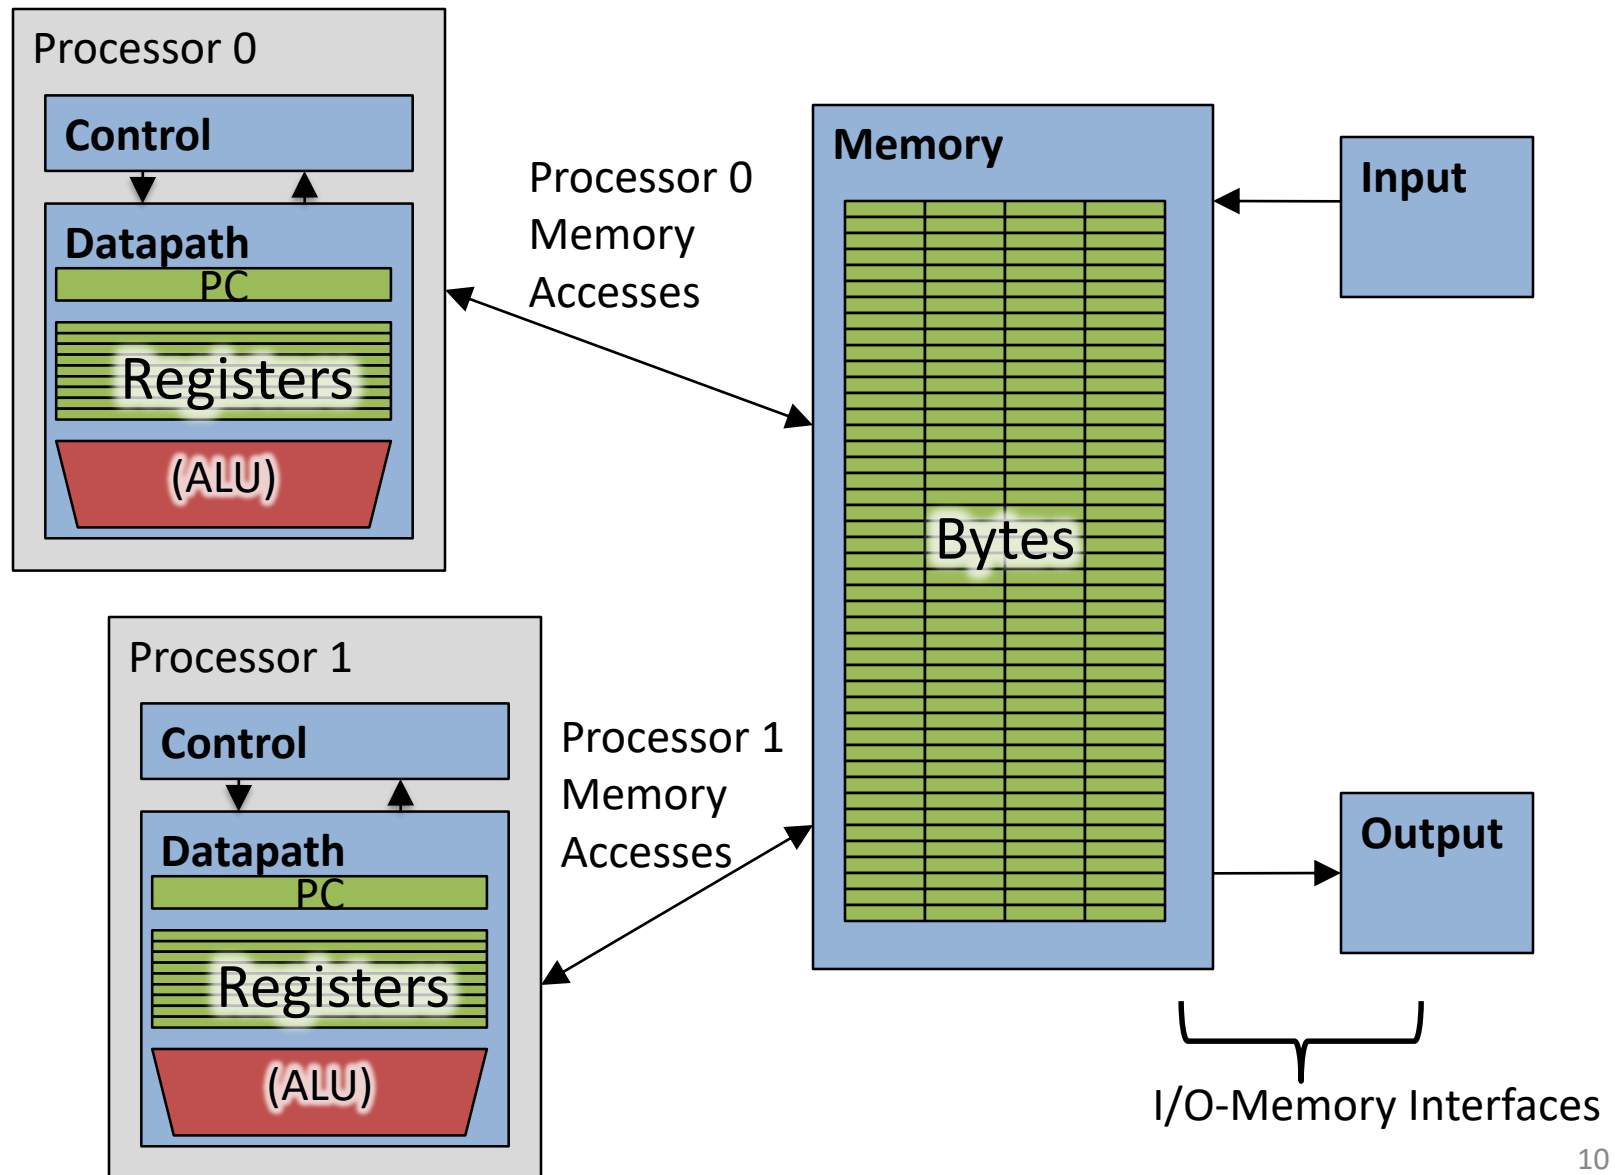 Processor 0
Control
Datapath
PC
Registers
(ALU)
Processor 0
Memory
Accesses
Memory
Bytes
Input
Processor 1
Control
Datapath
PC
Registers
(ALU)
Processor 1
Memory
Accesses
Output
I/O-Memory Interfaces
10